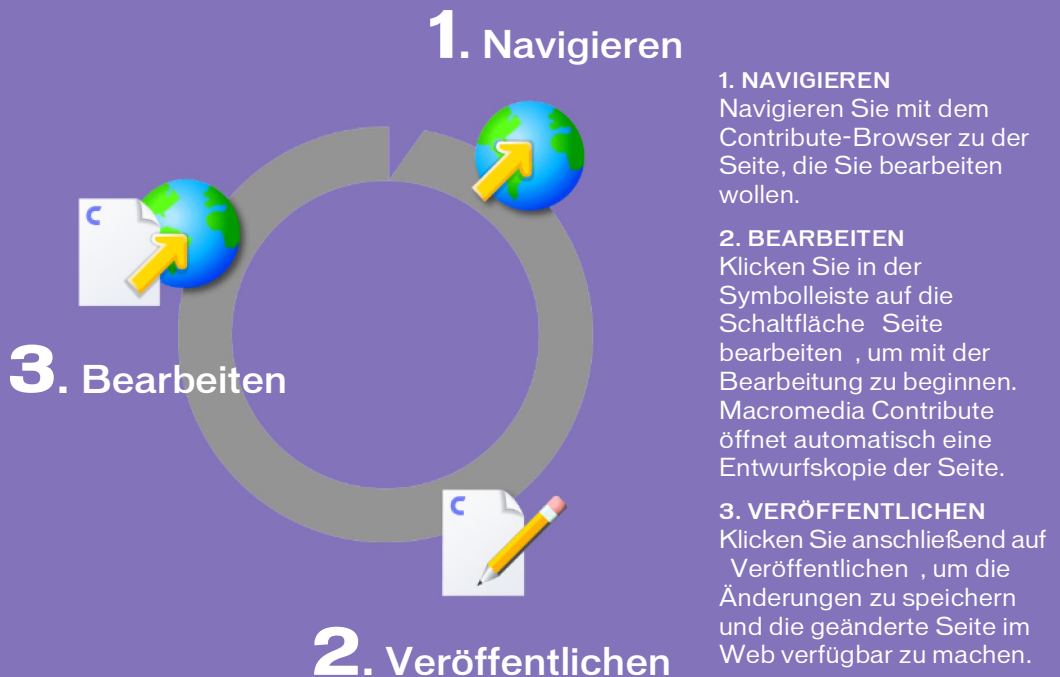 1. Navigieren
C
3. Bearbeiten
C
2. Veröffentlichen
1. NAVIGIEREN
Navigieren Sie mit dem
Contribute-Browser zu der
Seite, die Sie bearbeiten
wollen.
2. BEARBEITEN
Klicken Sie in der
Symbolleiste auf die
Schaltfläche Seite
bearbeiten , um mit der
Bearbeitung zu beginnen.
Macromedia Contribute
öffnet automatisch eine
Entwurfskopie der Seite.
3. VERÖFFENTLICHEN
Klicken Sie anschließend auf
Veröffentlichen , um die
Änderungen zu speichern
und die geänderte Seite im
Web verfügbar zu machen.